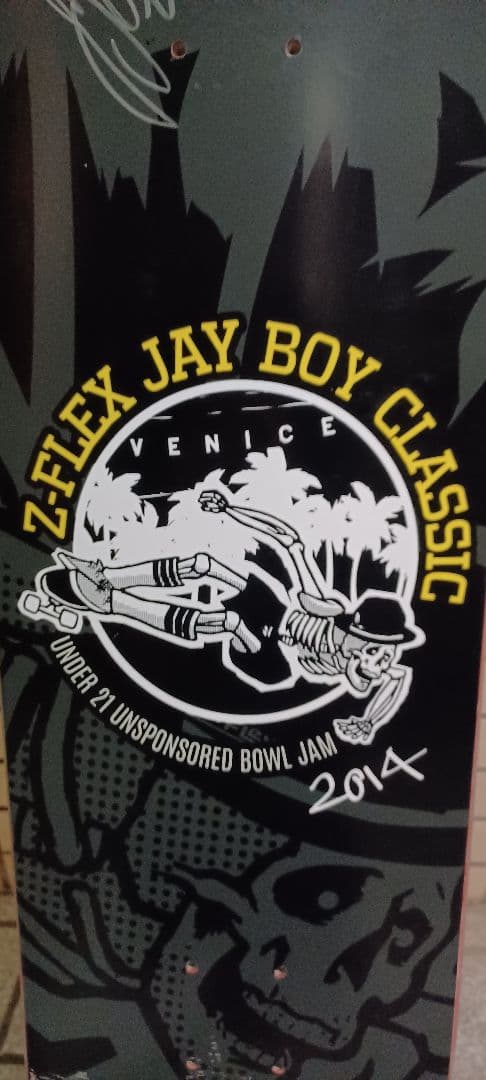 Z-FLEX JAY BOY CLASSIC
VENICE
UNDER 21 UNSPONSORED BOWL JAM
2014